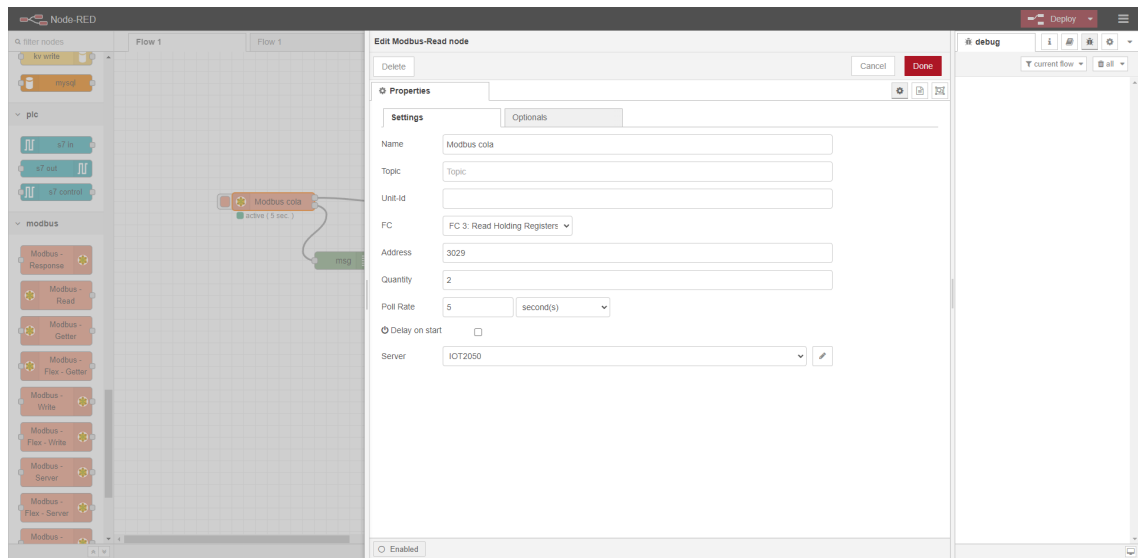 Node-RED
Deploy
filter nodes
Flow 1
Flow 1
Edit Modbus-Read node
debug
i
Delete
Cancel
Done
current flow
all
kv write
mysql
Properties
plc
Settings
Optionals
s7 in
s7 out
s7 control
Name
Modbus cola
Topic
Topic
Unit-Id
Modbus cola
active ( 5 sec. )
FC
FC 3: Read Holding Registers
modbus
Address
3029
msg
Modbus -
Response
Quantity
2
Modbus -
Read
Poll Rate
5
second(s)
Modbus -
Getter
Delay on start
Server
IOT2050
Modbus -
Flex - Getter
Modbus -
Write
Modbus -
Flex - Write
Modbus -
Server
Modbus -
Flex - Server
Modbus -
Enabled